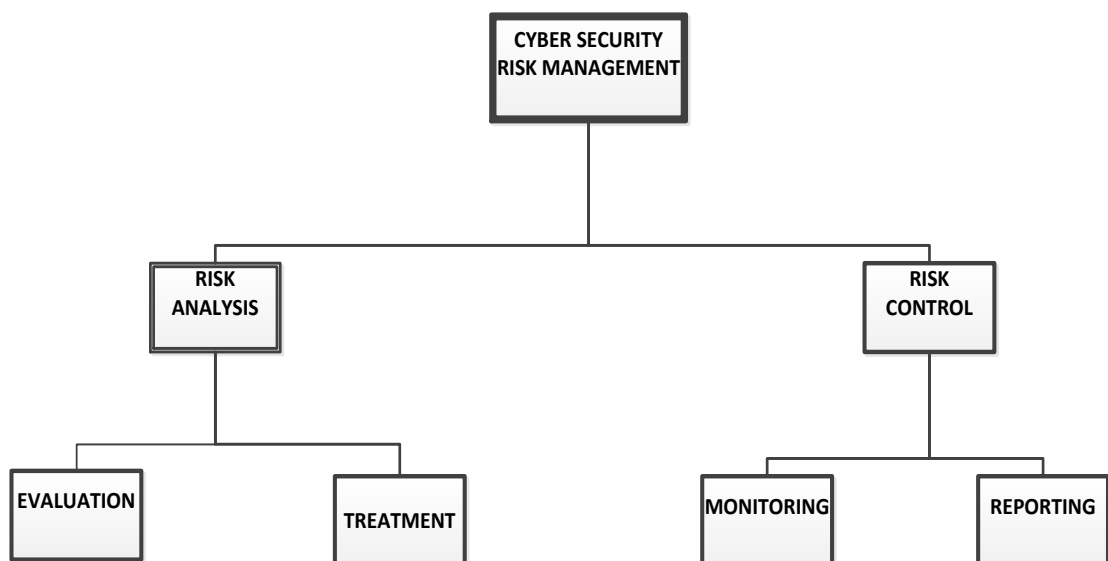 CYBER SECURITY
RISK MANAGEMENT
RISK
ANALYSIS
RISK
CONTROL
EVALUATION
TREATMENT
MONITORING
REPORTING